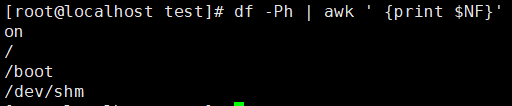 [root@localhost test]# df -Ph | awk ' {print $NF}'
on
/
/boot
/dev/shm